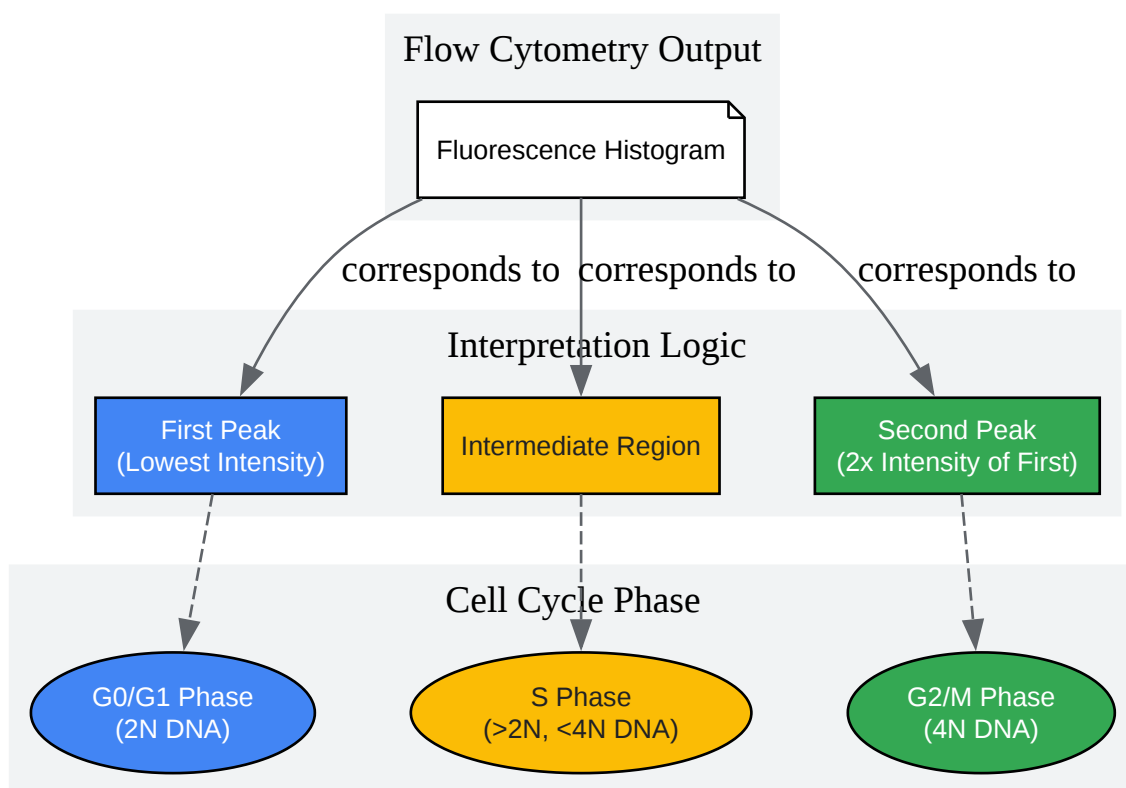 Flow Cytometry Output
Fluorescence Histogram
corresponds to
corresponds to
corresponds to
Interpretation Logic
First Peak
(Lowest Intensity)
Intermediate Region
Second Peak
(2x Intensity of First)
Cell Cycle Phase
G0/G1 Phase
(2N DNA)
S Phase
(>2N, <4N DNA)
G2/M Phase
(4N DNA)